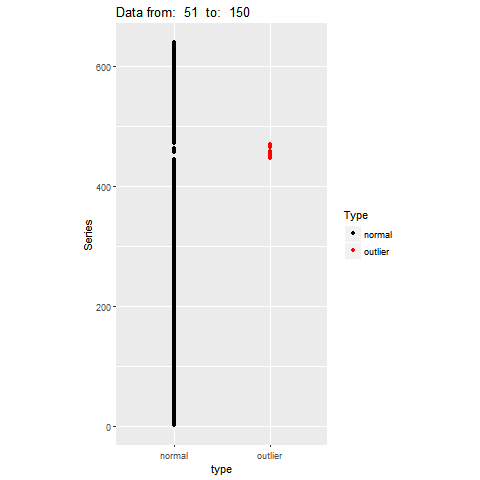 Data from: 51 to: 150
600
400
200
0
Series
normal
outlier
type
Type
normal
outlier